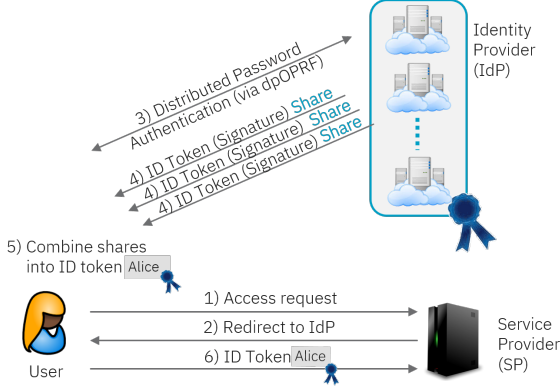 Identity
Provider
(IdP)
3) Distributed Password
Authentication (via dpOPRF)
4) ID Token (Signature) Share
4) ID Token (Signature) Share
4) ID Token (Signature) Share
5) Combine shares
into ID token Alice
1) Access request
2) Redirect to IdP
6) ID Token Alice
User
Service
Provider
(SP)